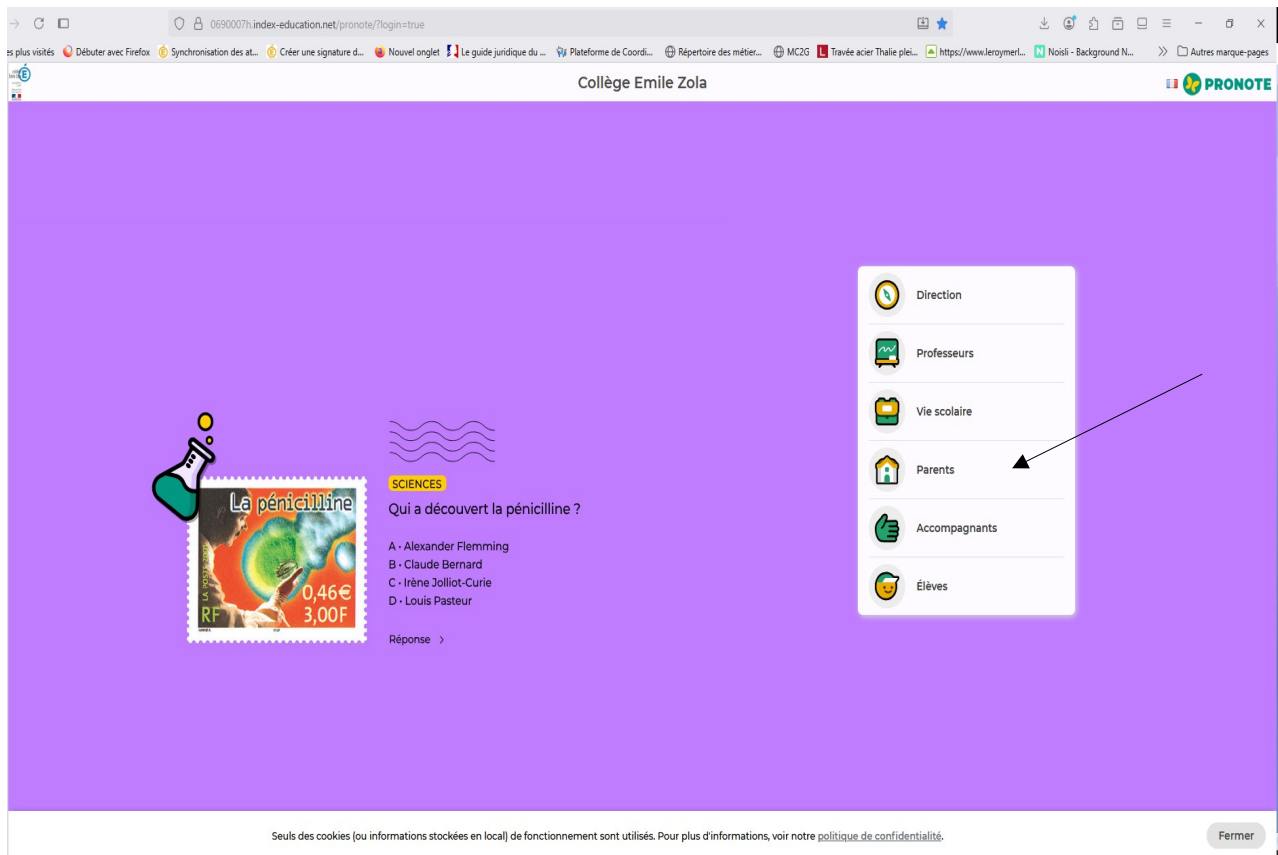 0690007h.index-education.net/pronote/?login=true
es plus visités Débuter avec Firefox Synchronisation des at... Créer une signature d... Nouvel onglet Le guide juridique du ... Plateforme de Coordi... Répertoire des métier... MC2G Travée acier Thalie plei... https://www.leroymerl... Noisli - Background N... Autres marque-pages
Collège Emile Zola
PRONOTE
Direction
Professeurs
Vie scolaire
Parents
Accompagnants
Élèves
La pénicilline
LA POSTE
0,46€
RF 3,00F
SCIENCES
Qui a découvert la pénicilline ?
A • Alexander Flemming
B • Claude Bernard
C • Irène Jolliot-Curie
D • Louis Pasteur
Réponse >
Seuls des cookies (ou informations stockées en local) de fonctionnement sont utilisés. Pour plus d'informations, voir notre politique de confidentialité.
Fermer